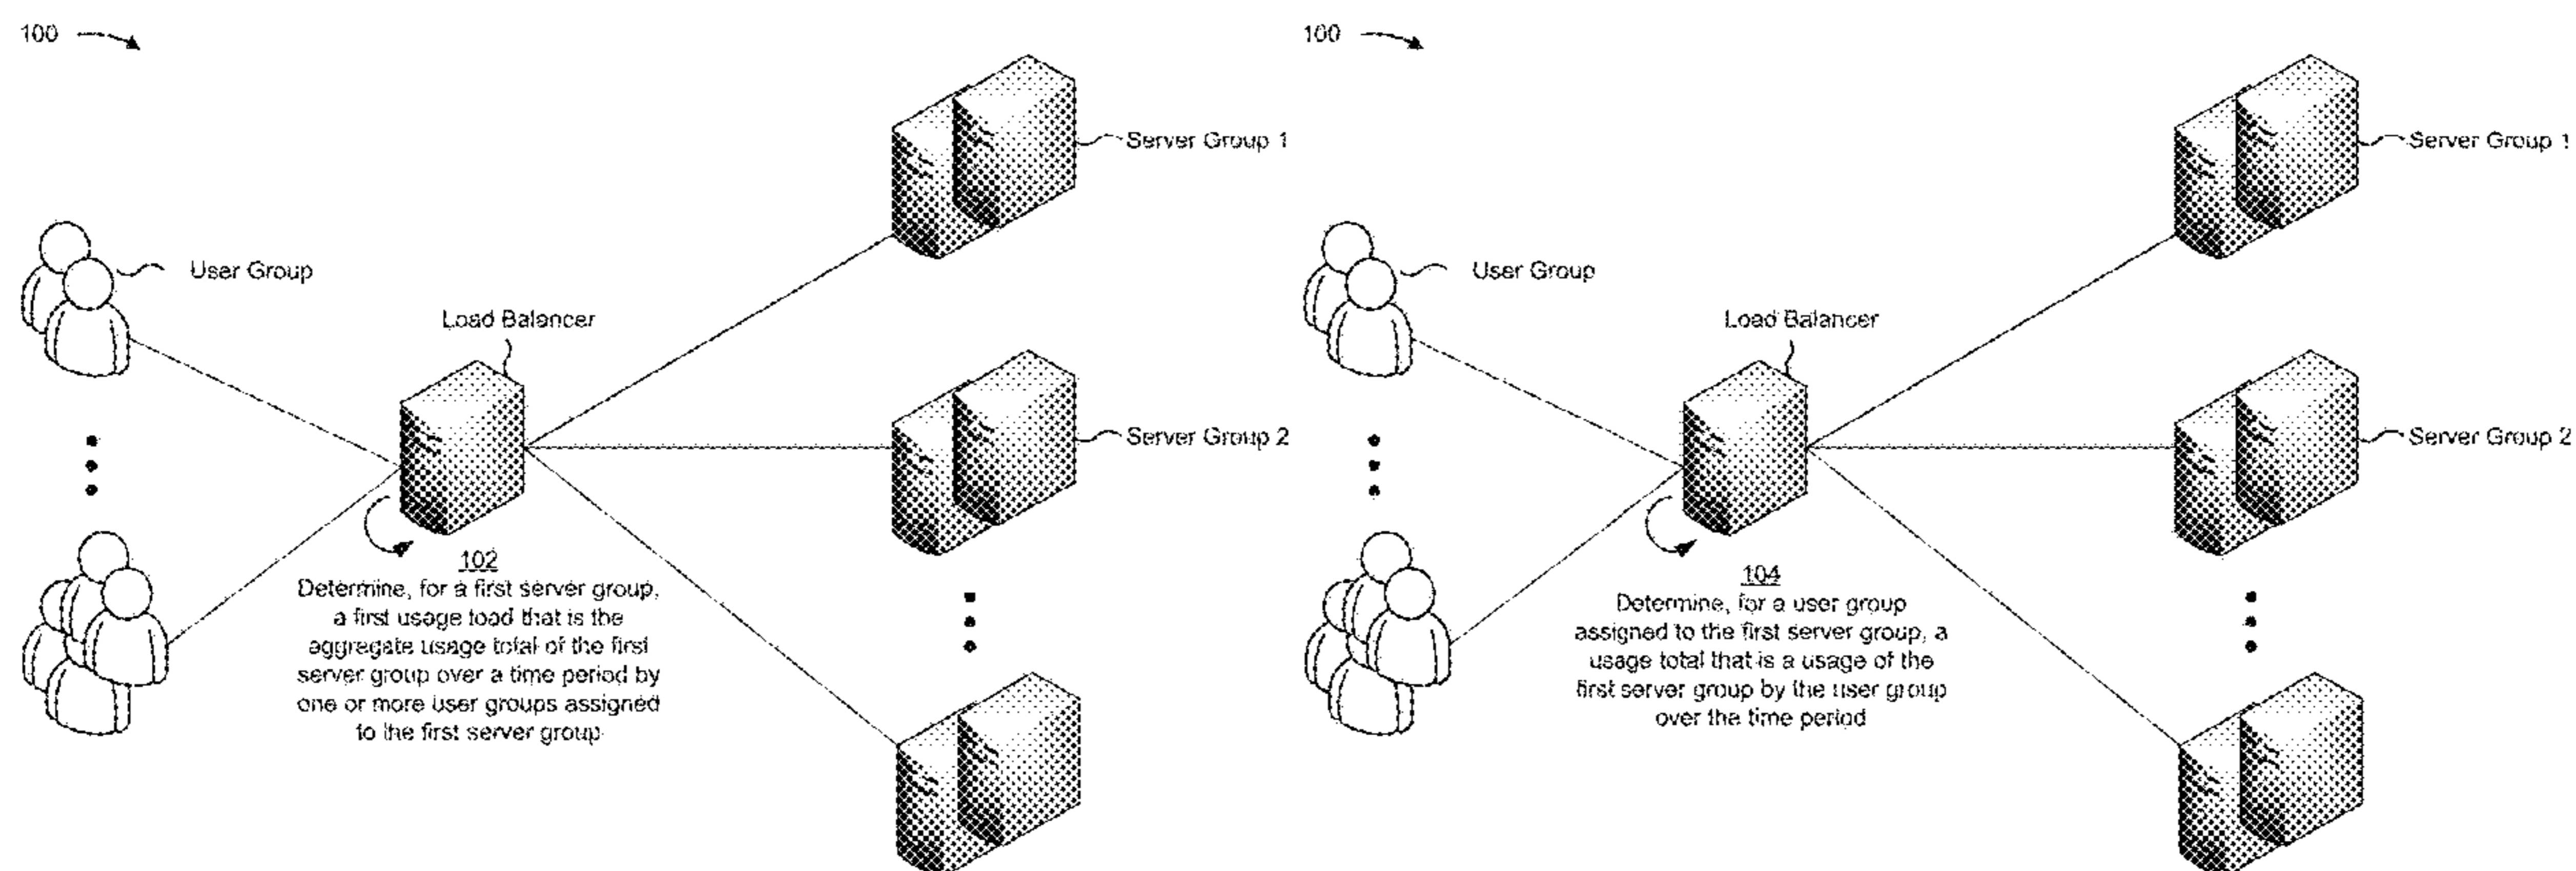 100
Server Group 1
User Group
Load Balancer
Server Group 2
102
Determine, for a first server group,
a first usage load that is the
aggregate usage total of the first
server group over a time period by
one or more user groups assigned
to the first server group
100
Server Group 1
User Group
Load Balancer
Server Group 2
104
Determine, for a user group
assigned to the first server group, a
usage total that is a usage of the
first server group by the user group
over the time period